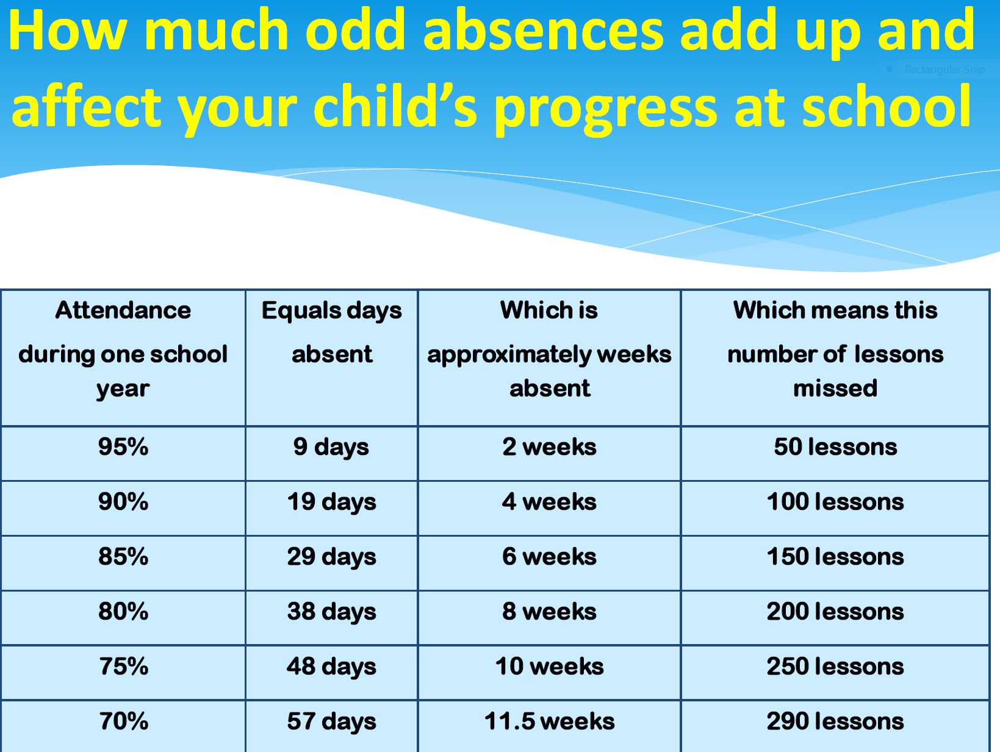 How much odd absences add up and
affect your child’s progress at school
Rectangular Snip
Attendance
during one school
year
Equals days
absent
Which is
approximately weeks
absent
Which means this
number of lessons
missed
95%
9 days
2 weeks
50 lessons
90%
19 days
4 weeks
100 lessons
85%
29 days
6 weeks
150 lessons
80%
38 days
8 weeks
200 lessons
75%
48 days
10 weeks
250 lessons
70%
57 days
11.5 weeks
290 lessons